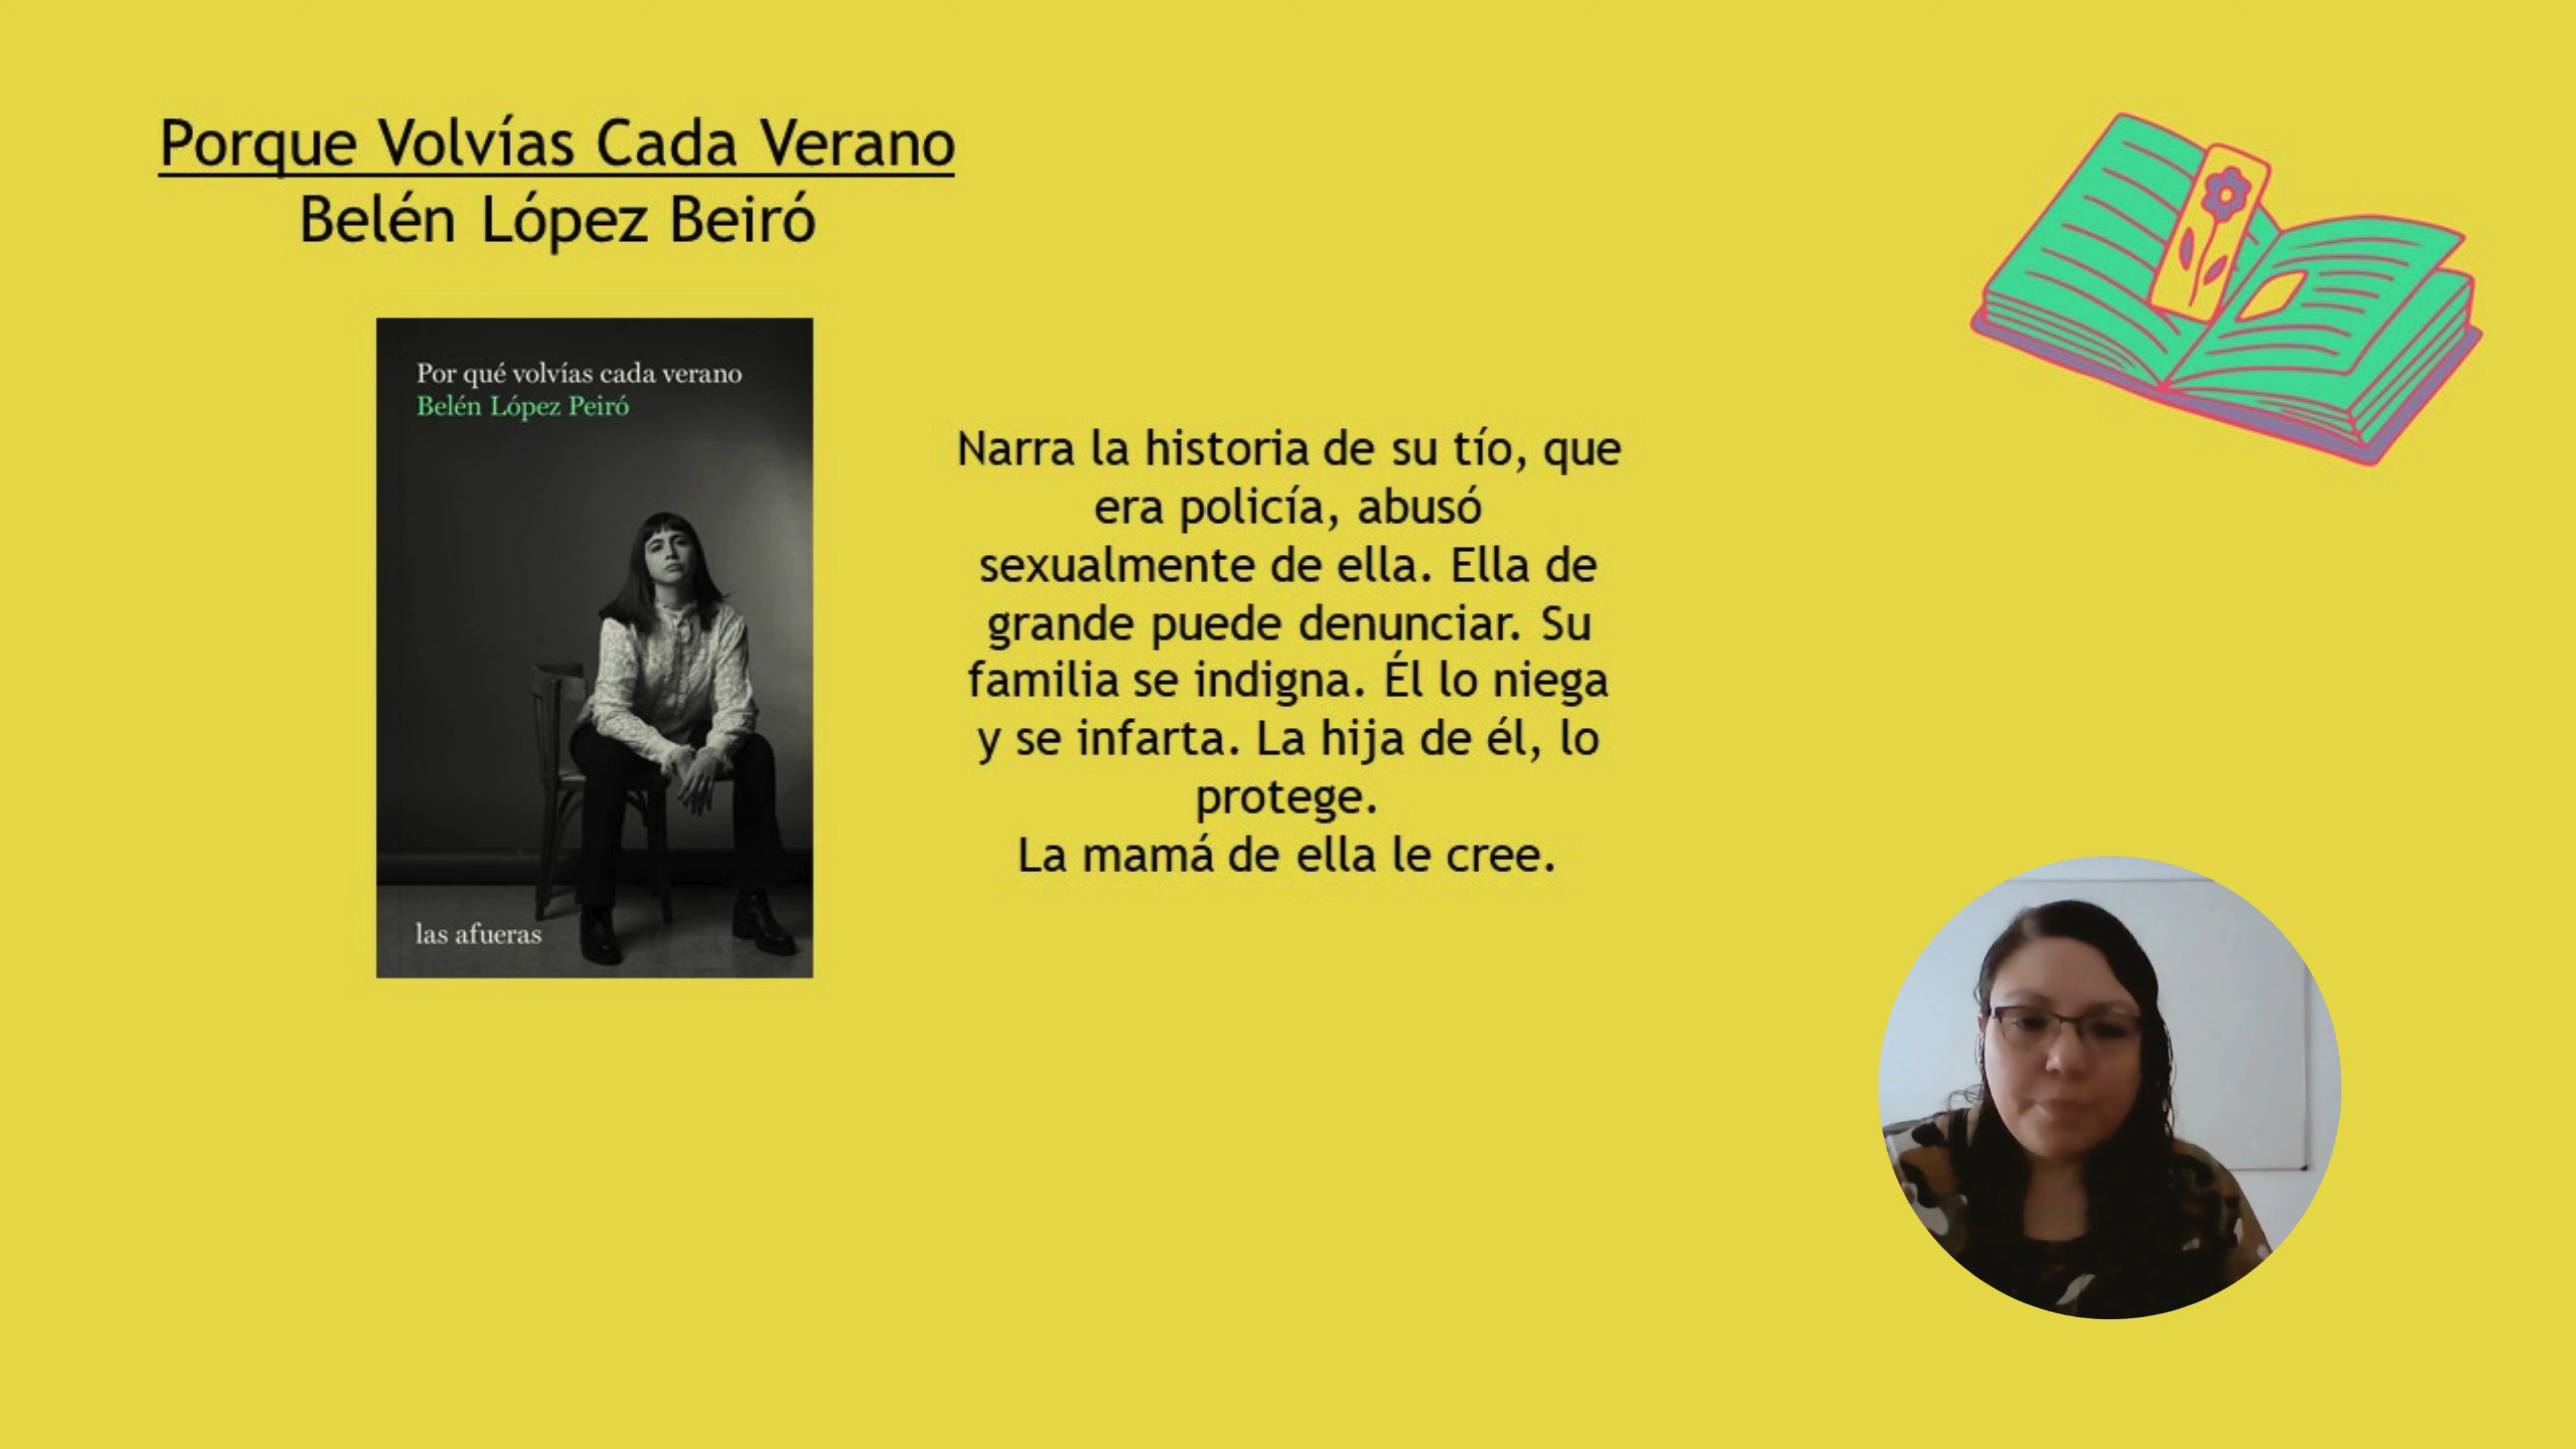 Porque Volvías Cada Verano
Belén López Beiró
Por qué volvías cada verano
Belén López Peiró
las afueras
Narra la historia de su tío, que
era policía, abusó
sexualmente de ella. Ella de
grande puede denunciar. Su
familia se indigna. Él lo niega
y se infarta. La hija de él, lo
protege.
La mamá de ella le cree.